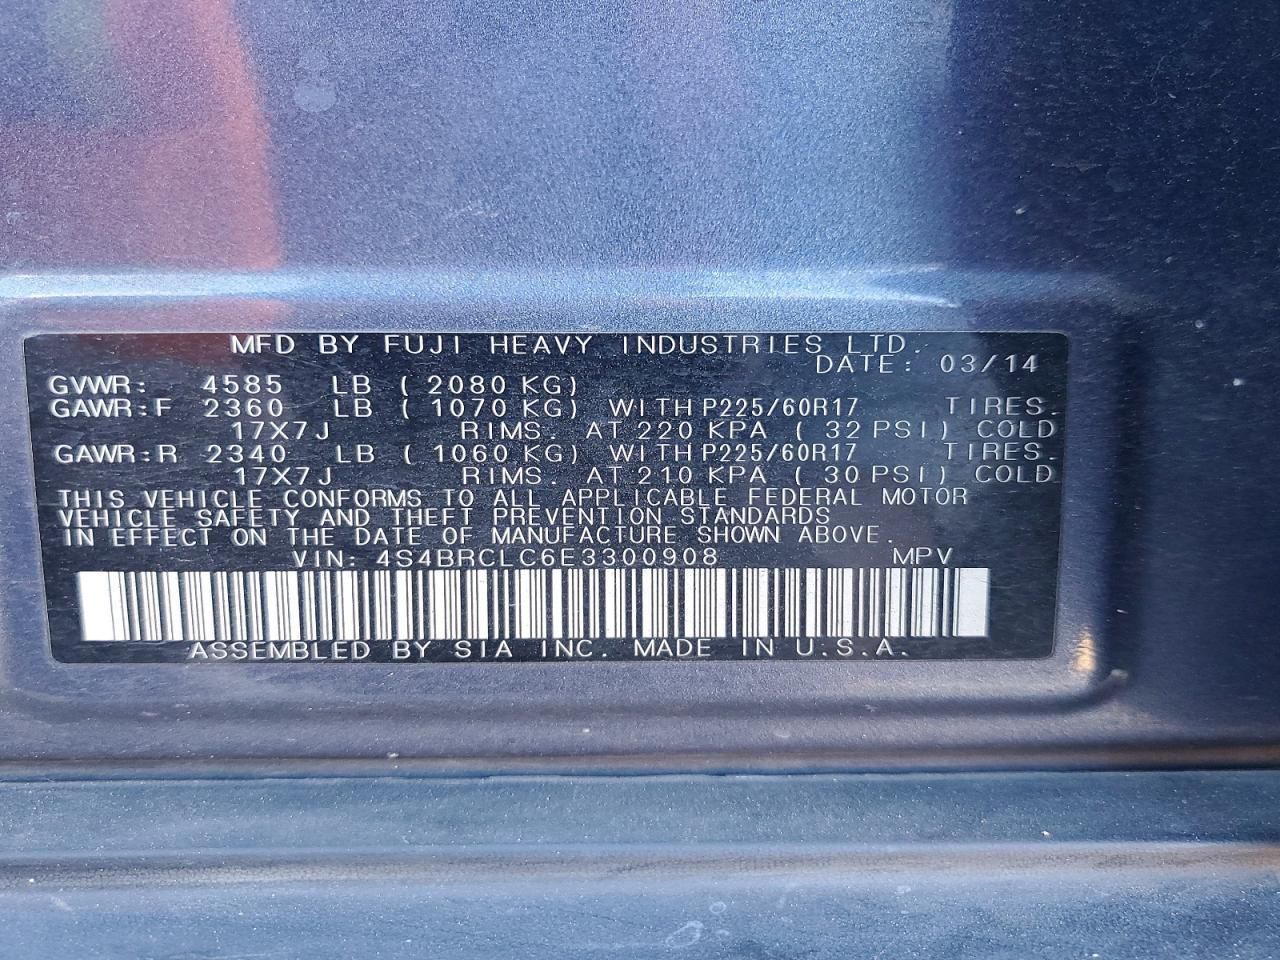 MFD BY FUJI HEAVY INDUSTRIES LTD.
DATE: 03/14
GVWR: 4585 LB ( 2080 KG)
GAWR:F 2360 LB ( 1070 KG) WITH P225/60R17 TIRES.
17X7J RIMS. AT 220 KPA ( 32 PSI) COLD
GAWR:R 2340 LB ( 1060 KG) WITH P225/60R17 TIRES.
17X7J RIMS. AT 210 KPA ( 30 PSI) COLD
THIS VEHICLE CONFORMS TO ALL APPLICABLE FEDERAL MOTOR
VEHICLE SAFETY AND THEFT PREVENTION STANDARDS
IN EFFECT ON THE DATE OF MANUFACTURE SHOWN ABOVE.
VIN: 4S4BRCLC6E3300908 MPV
ASSEMBLED BY SIA INC. MADE IN U.S.A.